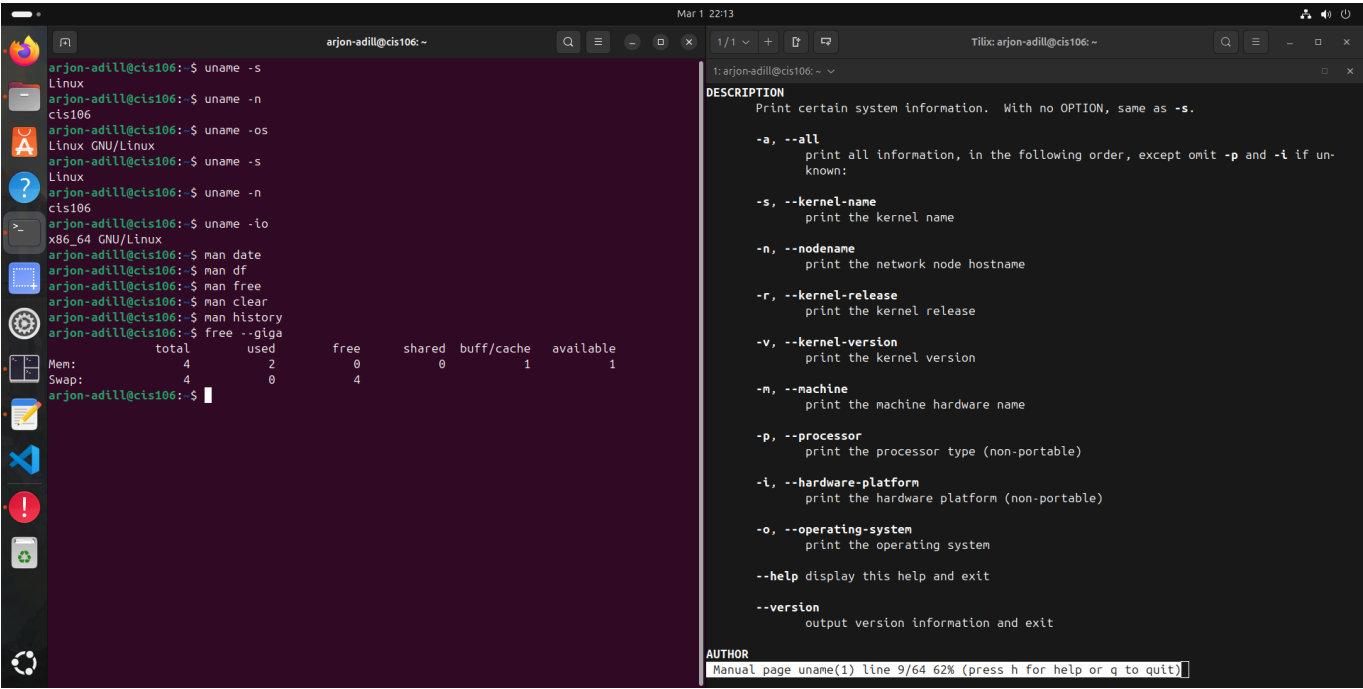 Mar 1 22:13
arjon-adill@cis106: ~
arjon-adill@cis106:~$ uname -s
Linux
arjon-adill@cis106:~$ uname -n
cis106
arjon-adill@cis106:~$ uname -os
Linux GNU/Linux
arjon-adill@cis106:~$ uname -s
Linux
arjon-adill@cis106:~$ uname -n
cis106
arjon-adill@cis106:~$ uname -io
x86_64 GNU/Linux
arjon-adill@cis106:~$ man date
arjon-adill@cis106:~$ man df
arjon-adill@cis106:~$ man free
arjon-adill@cis106:~$ man clear
arjon-adill@cis106:~$ man history
arjon-adill@cis106:~$ free --giga
total used free shared buff/cache available
Mem: 4 2 0 0 1 1
Swap: 4 0 4
arjon-adill@cis106:~$
1/1
Tilix: arjon-adill@cis106: ~
1: arjon-adill@cis106: ~
DESCRIPTION
Print certain system information.  With no OPTION, same as -s.
-a, --all
print all information, in the following order, except omit -p and -i if un-
known:
-s, --kernel-name
print the kernel name
-n, --nodename
print the network node hostname
-r, --kernel-release
print the kernel release
-v, --kernel-version
print the kernel version
-m, --machine
print the machine hardware name
-p, --processor
print the processor type (non-portable)
-i, --hardware-platform
print the hardware platform (non-portable)
-o, --operating-system
print the operating system
--help display this help and exit
--version
output version information and exit
AUTHOR
Manual page uname(1) line 9/64 62% (press h for help or q to quit)